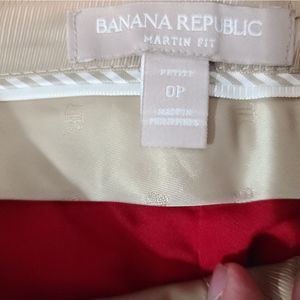 BANANA REPUBLIC
MARTIN FIT
PETITE
0P
MADE IN
PHILIPPINES